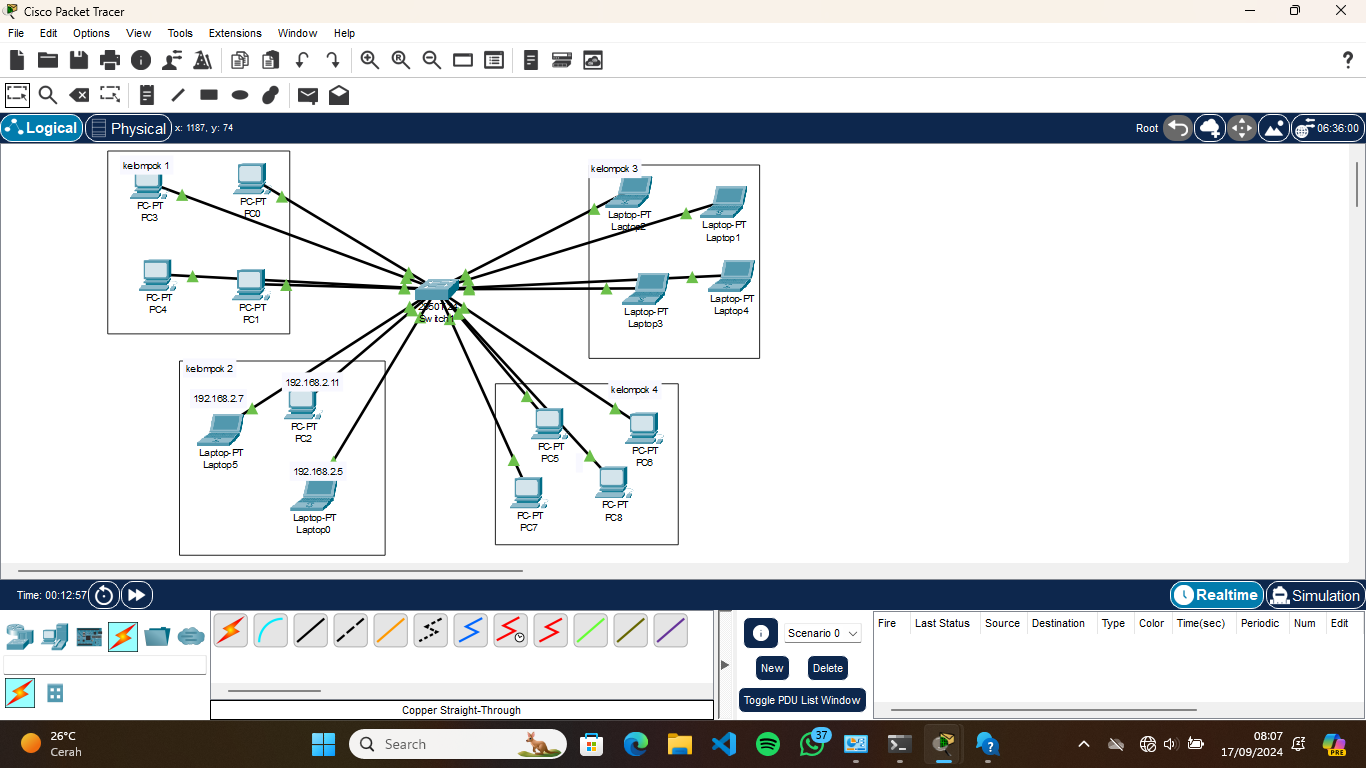 Cisco Packet Tracer
File Edit Options View Tools Extensions Window Help
Logical Physical x: 1187, y: 74 Root 06:36:00
kelompok 1
PC-PT
PC3
PC-PT
PC0
PC-PT
PC4
PC-PT
PC1
kelompok 3
Laptop-PT
Laptop2
Laptop-PT
Laptop1
Laptop-PT
Laptop3
Laptop-PT
Laptop4
Switch1
kelompok 2
192.168.2.11
192.168.2.7
PC-PT
PC2
Laptop-PT
Laptop5
192.168.2.5
Laptop-PT
Laptop0
kelompok 4
PC-PT
PC5
PC-PT
PC6
PC-PT
PC7
PC-PT
PC8
Time: 00:12:57 Realtime Simulation
Scenario 0
New Delete
Toggle PDU List Window
Fire Last Status Source Destination Type Color Time(sec) Periodic Num Edit
Copper Straight-Through
26°C
Cerah
Search
37
PRE
08:07
17/09/2024